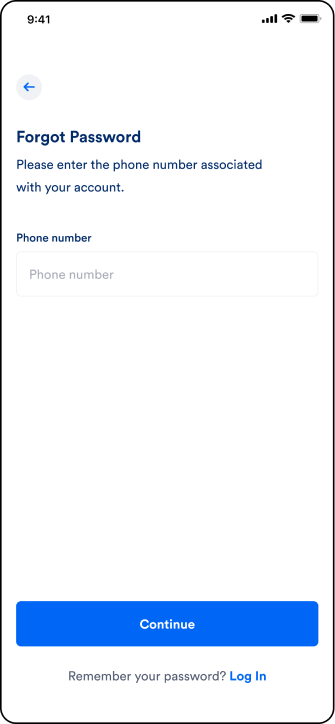 9:41
Forgot Password
Please enter the phone number associated
with your account.
Phone number
Phone number
Continue
Remember your password? Log In